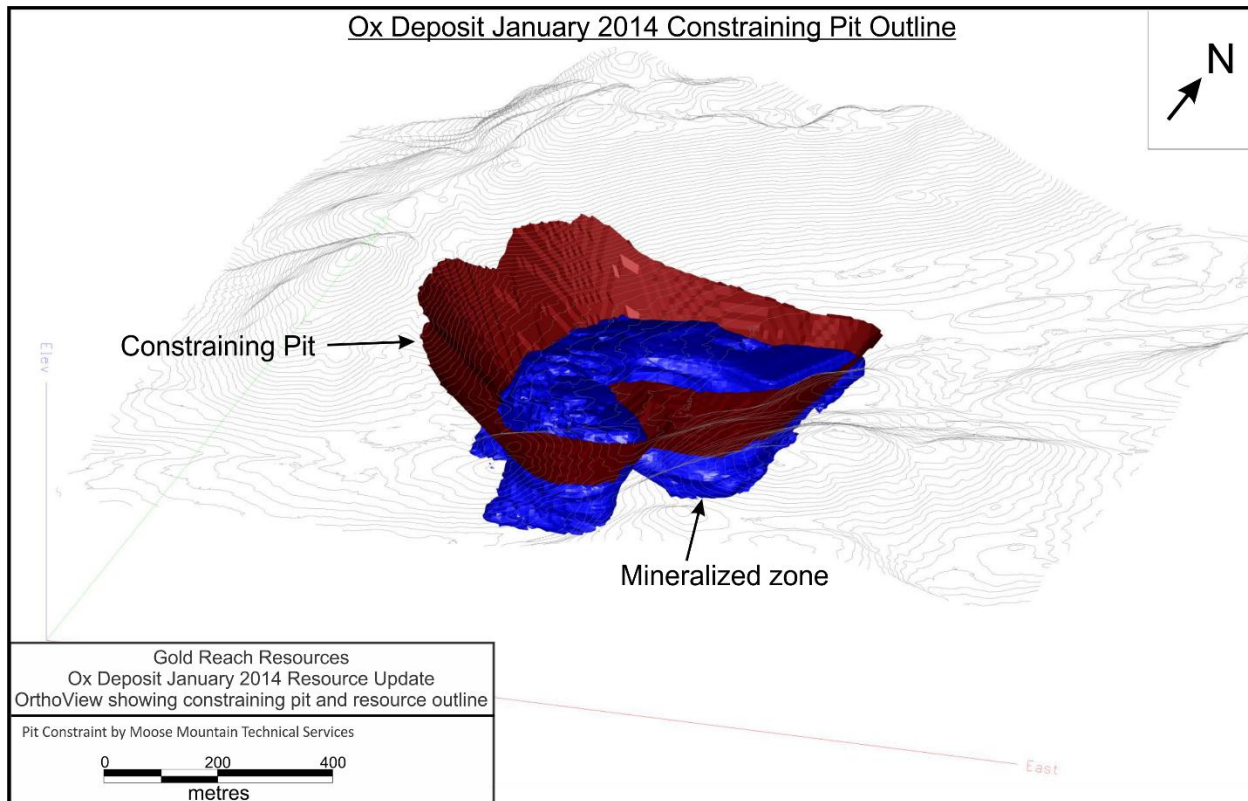 Ox Deposit January 2014 Constraining Pit Outline
N
Elev
Constraining Pit
Mineralized zone
Gold Reach Resources
Ox Deposit January 2014 Resource Update
OrthoView showing constraining pit and resource outline
Pit Constraint by Moose Mountain Technical Services
0 200 400
metres
East